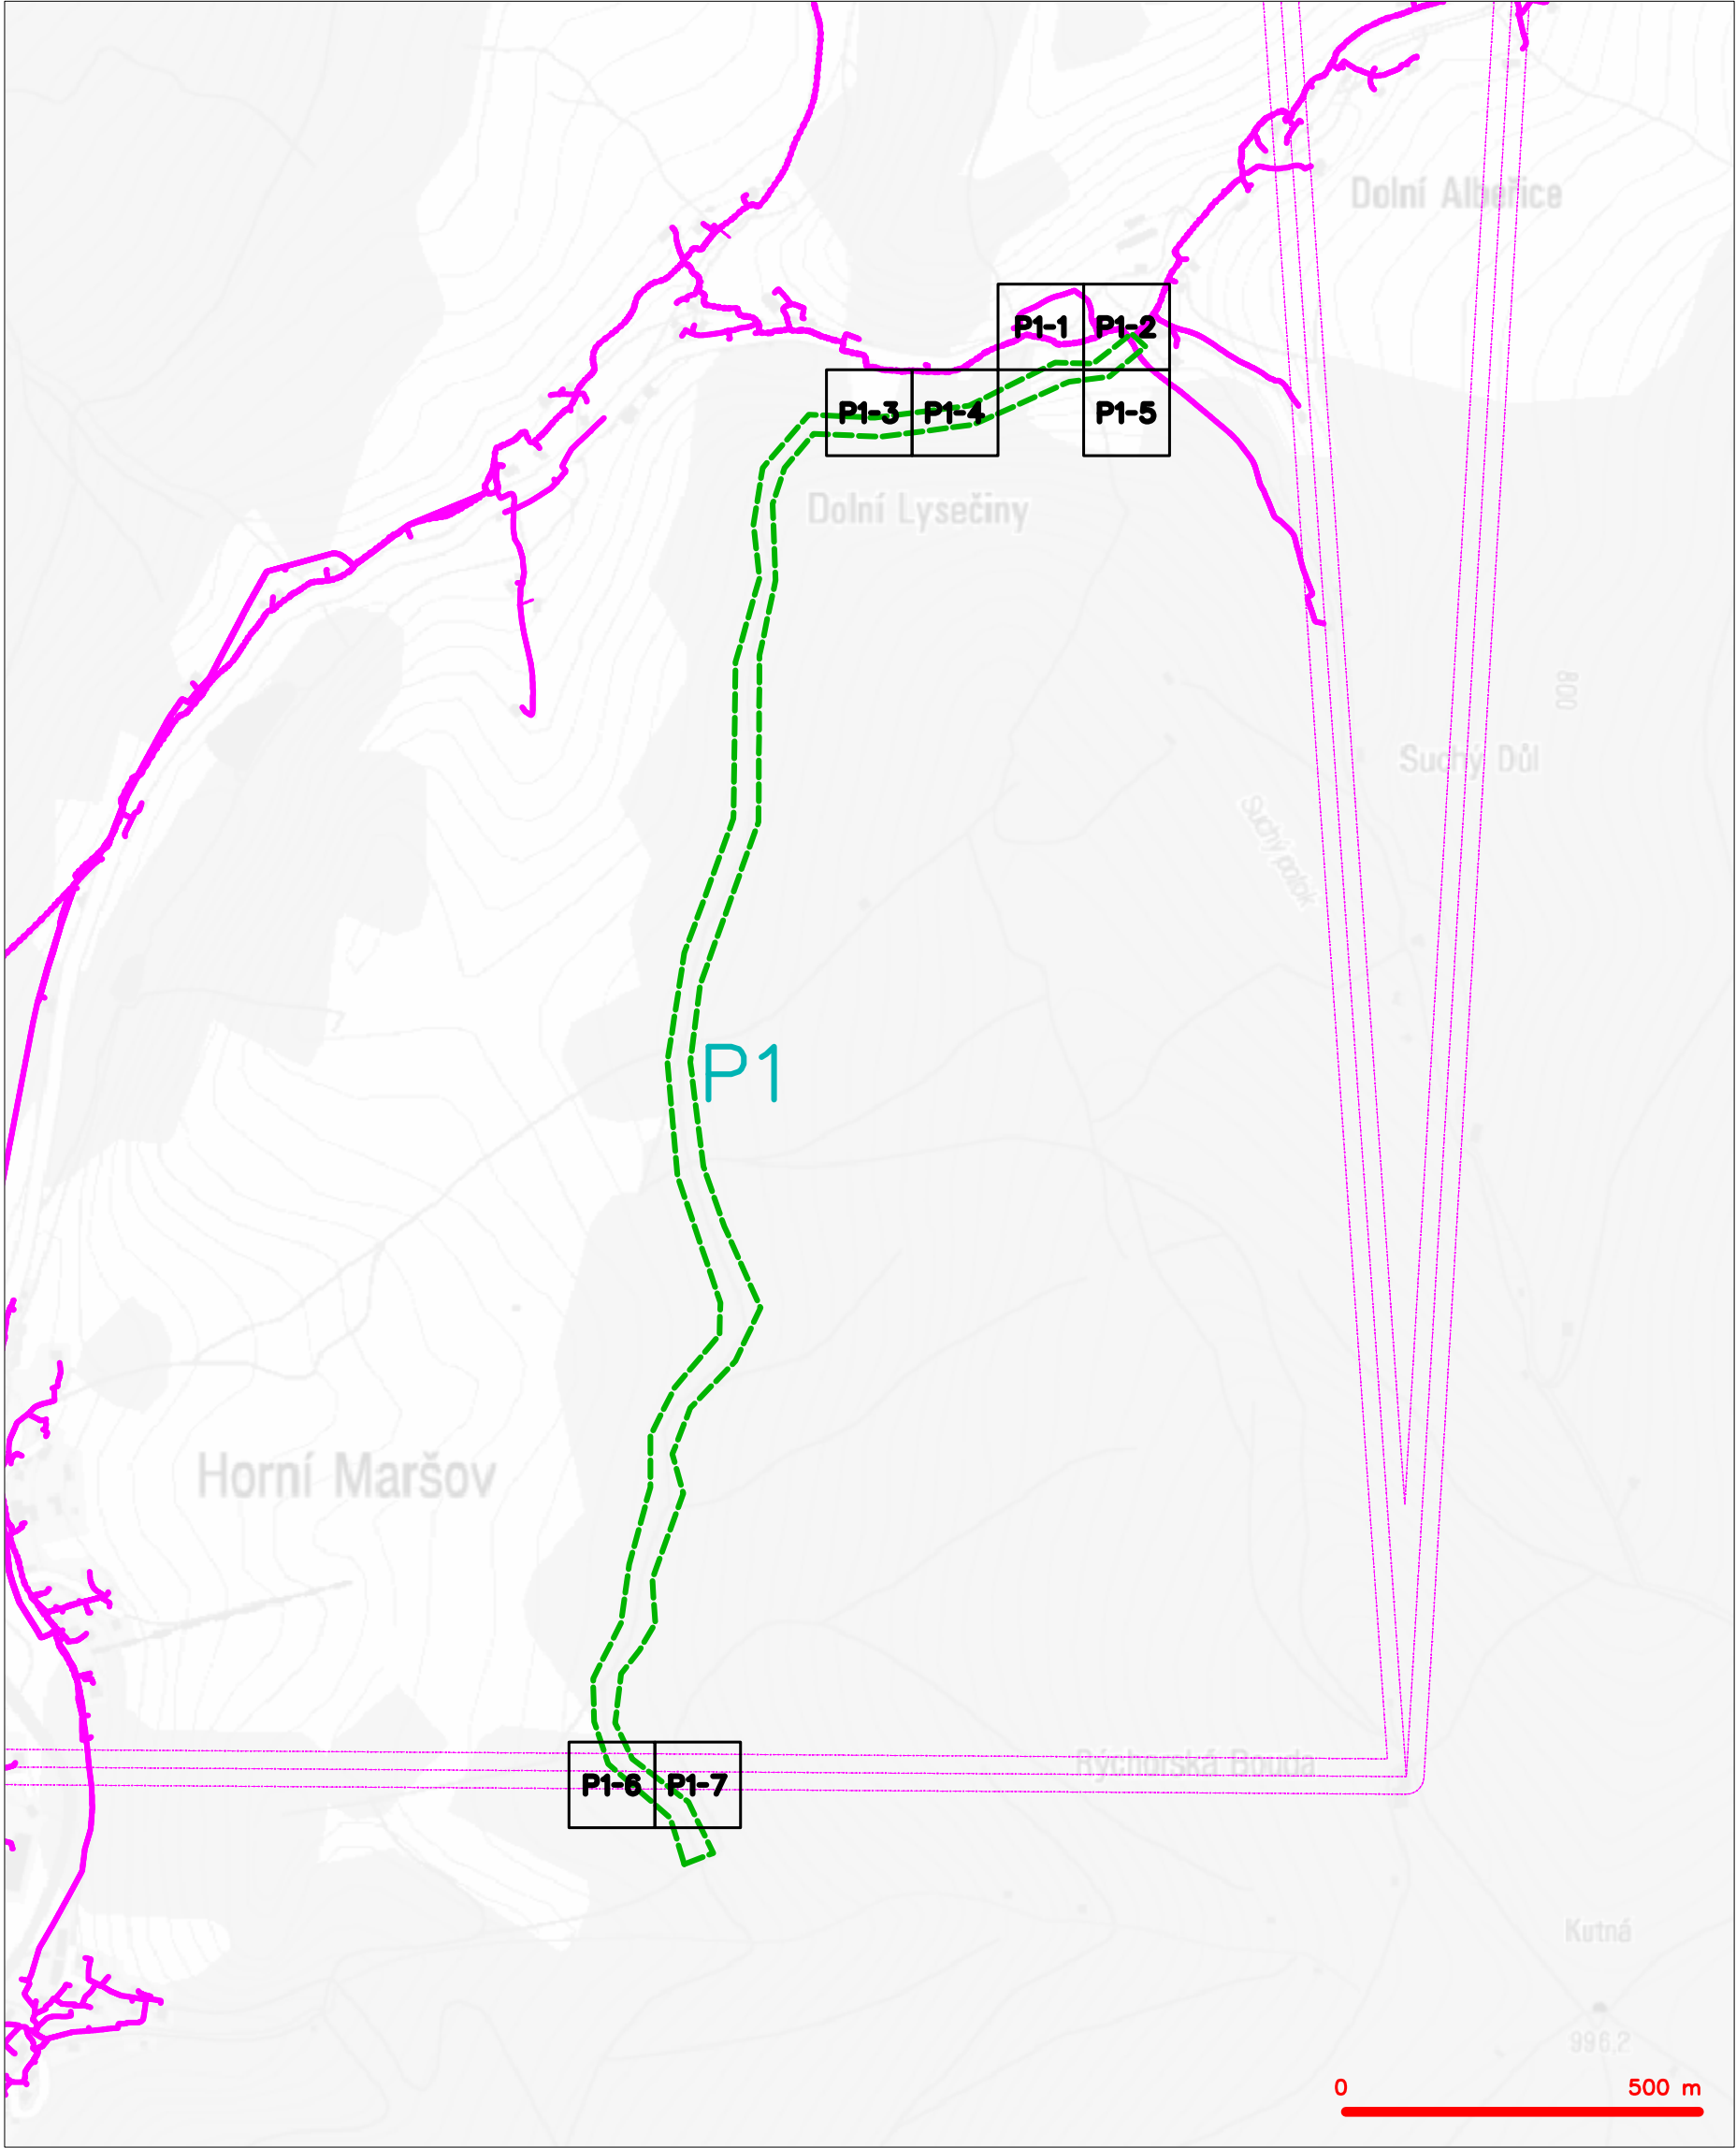 Dolní Albeřice
P1-1
P1-2
P1-3
P1-4
P1-5
Dolní Lysečiny
800
Suchý Důl
Suchý potok
P1
Horní Maršov
Rýchorská Bouda
P1-6
P1-7
Kutná
996,2
0
500 m